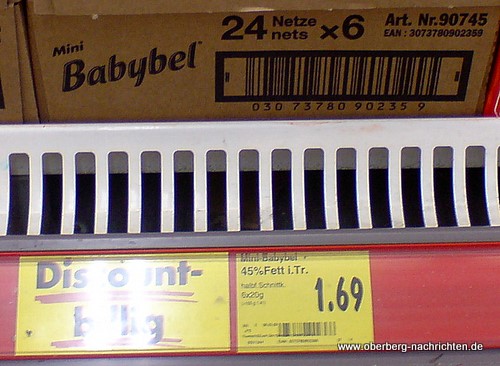 Mini
Babybel
24 Netze
nets x6
Art. Nr.90745
EAN : 3073780902359
030 73780 90235 9
Discount-
billig
Mini-Babybel
45%Fett i.Tr.
halbf.Schnittk.
6x20g
1.69
www.oberberg-nachrichten.de